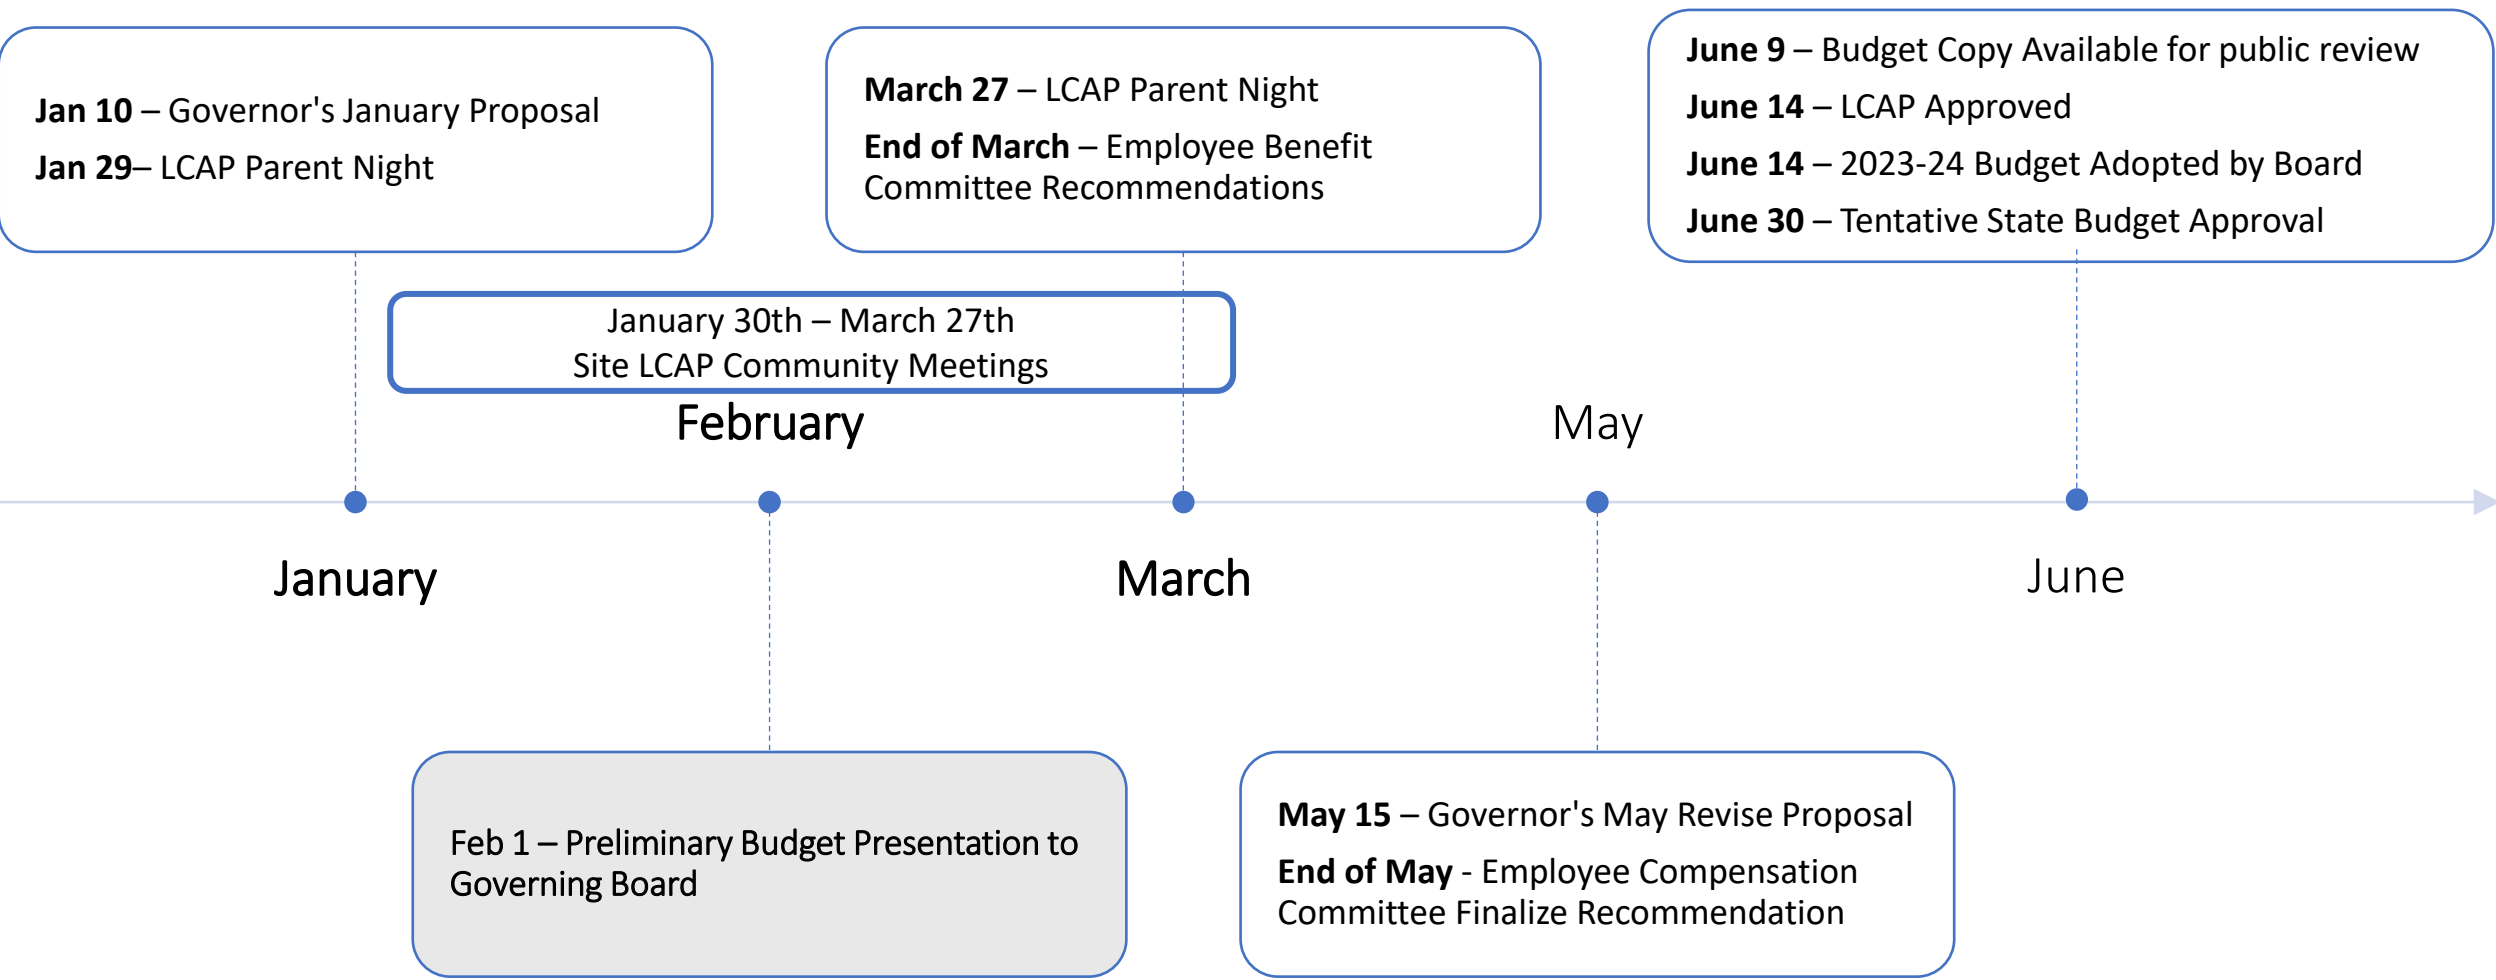 Jan 10 – Governor's January Proposal
Jan 29– LCAP Parent Night
March 27 – LCAP Parent Night
End of March – Employee Benefit
Committee Recommendations
June 9 – Budget Copy Available for public review
June 14 – LCAP Approved
June 14 – 2023-24 Budget Adopted by Board
June 30 – Tentative State Budget Approval
January 30th – March 27th
Site LCAP Community Meetings
February
May
January
March
June
Feb 1 – Preliminary Budget Presentation to
Governing Board
May 15 – Governor's May Revise Proposal
End of May - Employee Compensation
Committee Finalize Recommendation